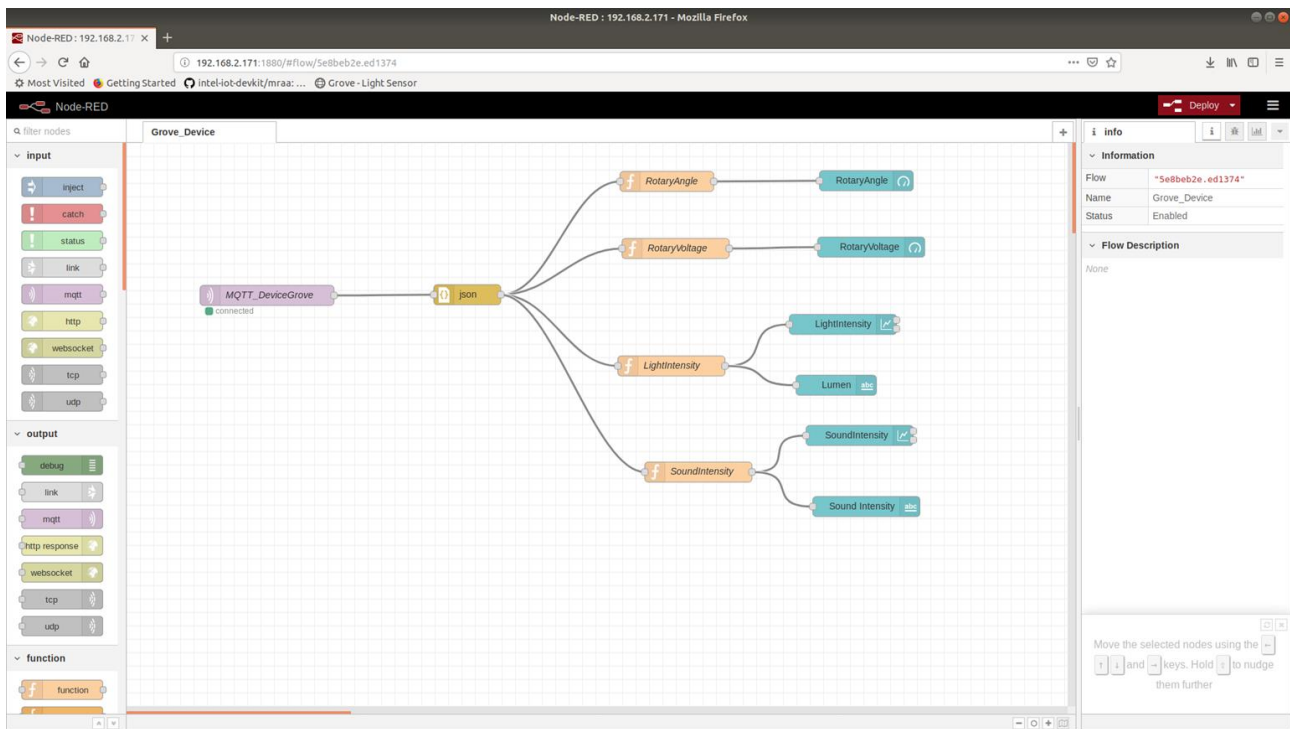 Node-RED : 192.168.2.171 - Mozilla Firefox
Node-RED : 192.168.2.17
192.168.2.171:1880/#flow/5e8beb2e.ed1374
Most Visited Getting Started intel-iot-devkit/mraa: ... Grove - Light Sensor
Node-RED
Deploy
filter nodes
input
inject
catch
status
link
mqtt
http
websocket
tcp
udp
output
debug
link
mqtt
http response
websocket
tcp
udp
function
function
Grove_Device
MQTT_DeviceGrove
connected
json
RotaryAngle
RotaryAngle
RotaryVoltage
RotaryVoltage
LightIntensity
LightIntensity
Lumen
abc
SoundIntensity
SoundIntensity
Sound Intensity
abc
i info
i
Information
Flow "5e8beb2e.ed1374"
Name Grove_Device
Status Enabled
Flow Description
None
Move the selected nodes using the ←
↑ ↓ and → keys. Hold ⇧ to nudge
them further